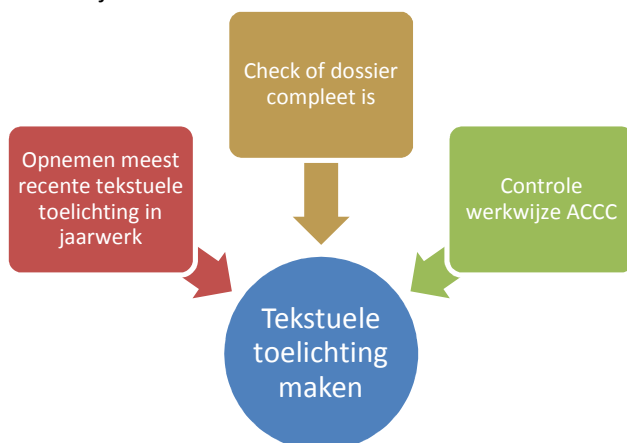 Check of dossier
compleet is
Opnemen meest
recente tekstuele
toelichting in
jaarwerk
Controle
werkwijze ACCC
Tekstuele
toelichting
maken